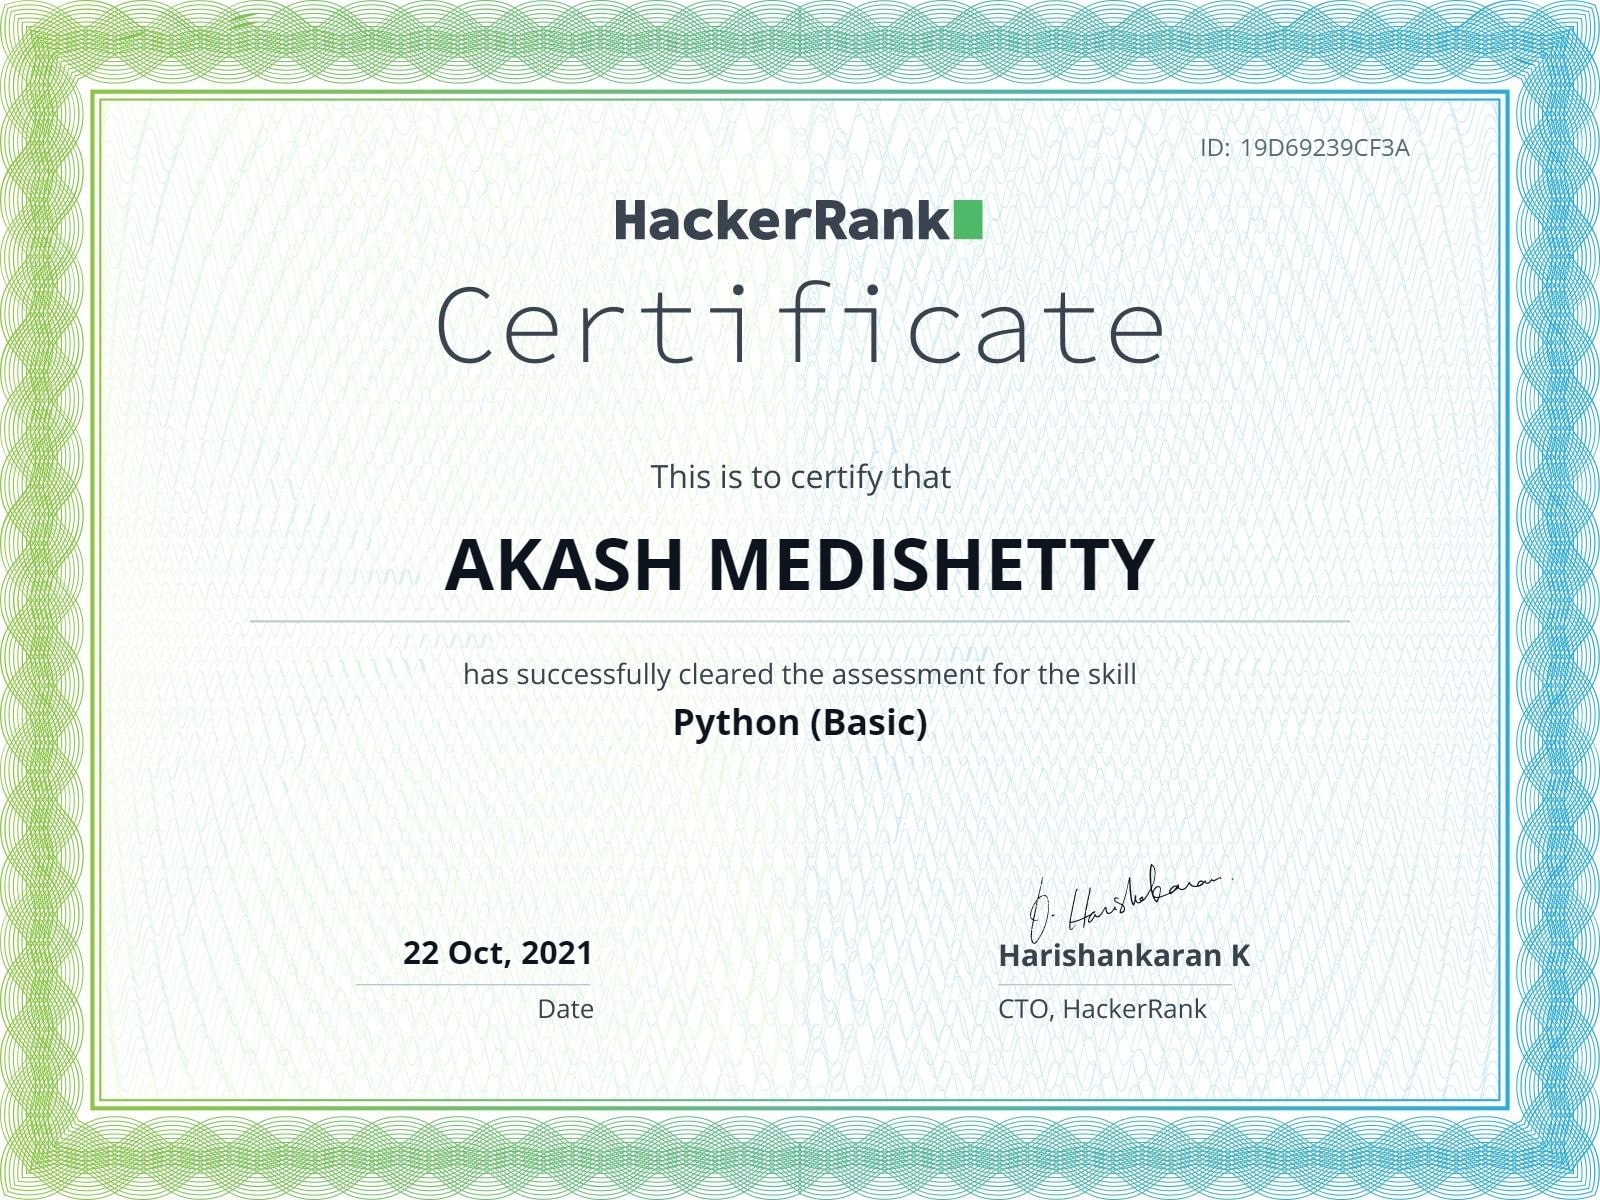 ID: 19D69239CF3A
HackerRank
Certificate
This is to certify that
AKASH MEDISHETTY
has successfully cleared the assessment for the skill
Python (Basic)
22 Oct, 2021
Date
Harishankaran
Harishankaran K
CTO, HackerRank